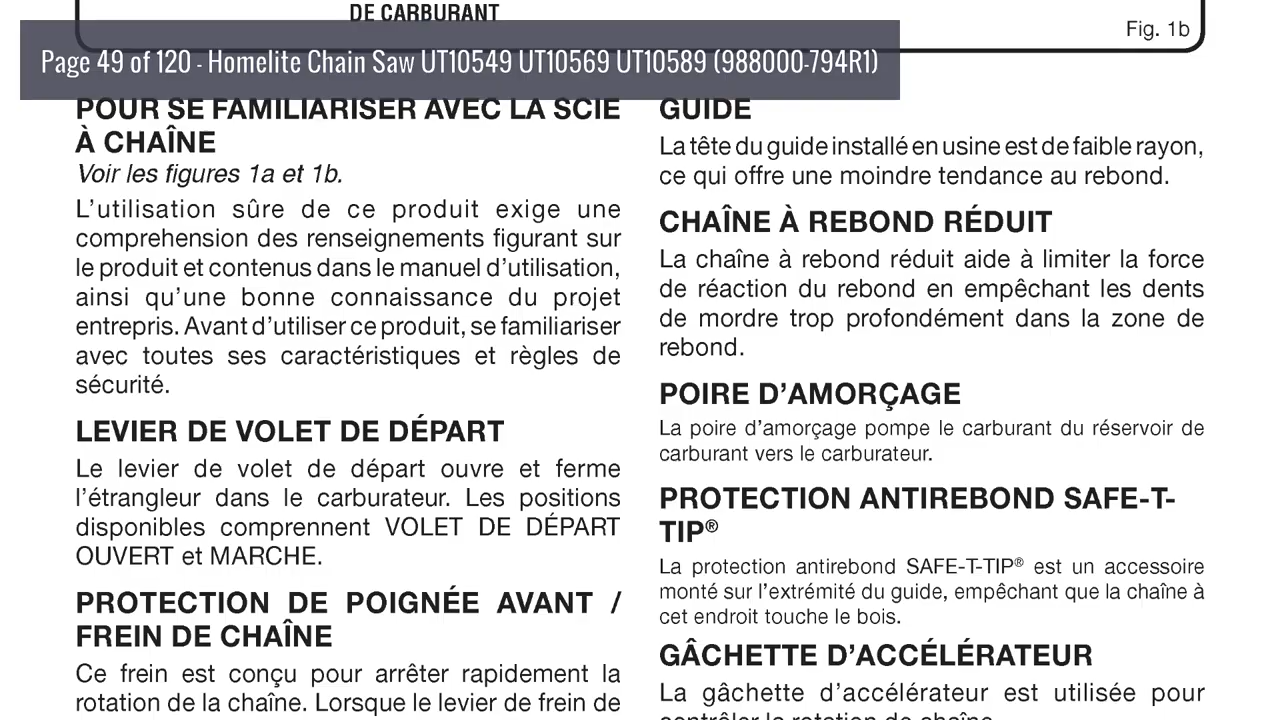 DE CARBURANT
Fig. 1b
Page 49 of 120 - Homelite Chain Saw UT10549 UT10569 UT10589 (988000-794R1)
POUR SE FAMILIARISER AVEC LA SCIE
À CHAÎNE
Voir les figures 1a et 1b.
L’utilisation sûre de ce produit exige une
comprehension des renseignements figurant sur
le produit et contenus dans le manuel d’utilisation,
ainsi qu’une bonne connaissance du projet
entrepris. Avant d’utiliser ce produit, se familiariser
avec toutes ses caractéristiques et règles de
sécurité.
LEVIER DE VOLET DE DÉPART
Le levier de volet de départ ouvre et ferme
l’étrangleur dans le carburateur. Les positions
disponibles comprennent VOLET DE DÉPART
OUVERT et MARCHE.
PROTECTION DE POIGNÉE AVANT /
FREIN DE CHAÎNE
Ce frein est conçu pour arrêter rapidement la
rotation de la chaîne. Lorsque le levier de frein de
GUIDE
La tête du guide installé en usine est de faible rayon,
ce qui offre une moindre tendance au rebond.
CHAÎNE À REBOND RÉDUIT
La chaîne à rebond réduit aide à limiter la force
de réaction du rebond en empêchant les dents
de mordre trop profondément dans la zone de
rebond.
POIRE D’AMORÇAGE
La poire d’amorçage pompe le carburant du réservoir de
carburant vers le carburateur.
PROTECTION ANTIREBOND SAFE-T-
TIP®
La protection antirebond SAFE-T-TIP® est un accessoire
monté sur l’extrémité du guide, empêchant que la chaîne à
cet endroit touche le bois.
GÂCHETTE D’ACCÉLÉRATEUR
La gâchette d’accélérateur est utilisée pour
contrôler la rotation de chaîne.